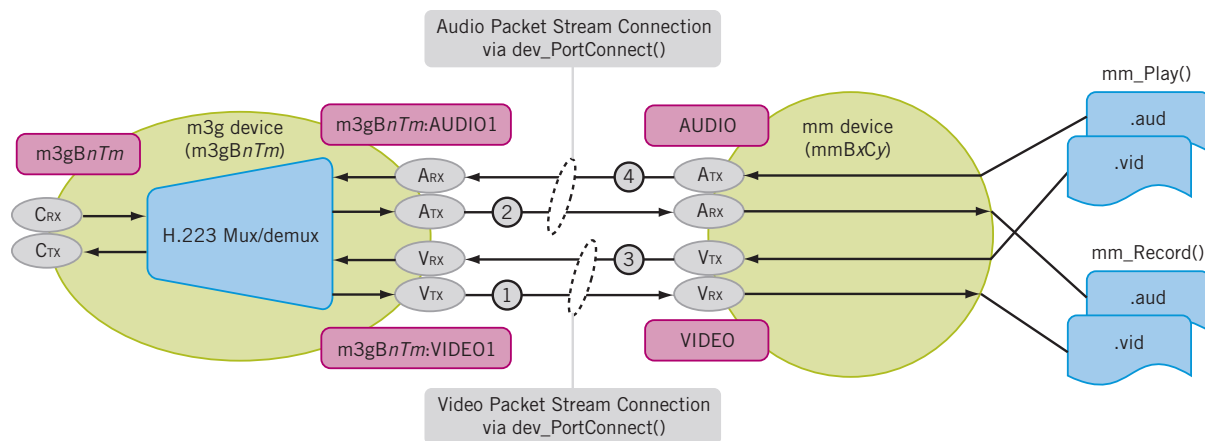 Audio Packet Stream Connection
via dev_PortConnect()
mm_Play()
.aud
.vid
m3gBnTm
m3g device
(m3gBnTm)
m3gBnTm:AUDIO1
AUDIO
mm device
(mmBxCy)
CRX
CTX
H.223 Mux/demux
ARX
4
ATX
ATX
2
ARX
VRX
3
VTX
VTX
1
VRX
mm_Record()
.aud
.vid
m3gBnTm:VIDEO1
VIDEO
Video Packet Stream Connection
via dev_PortConnect()